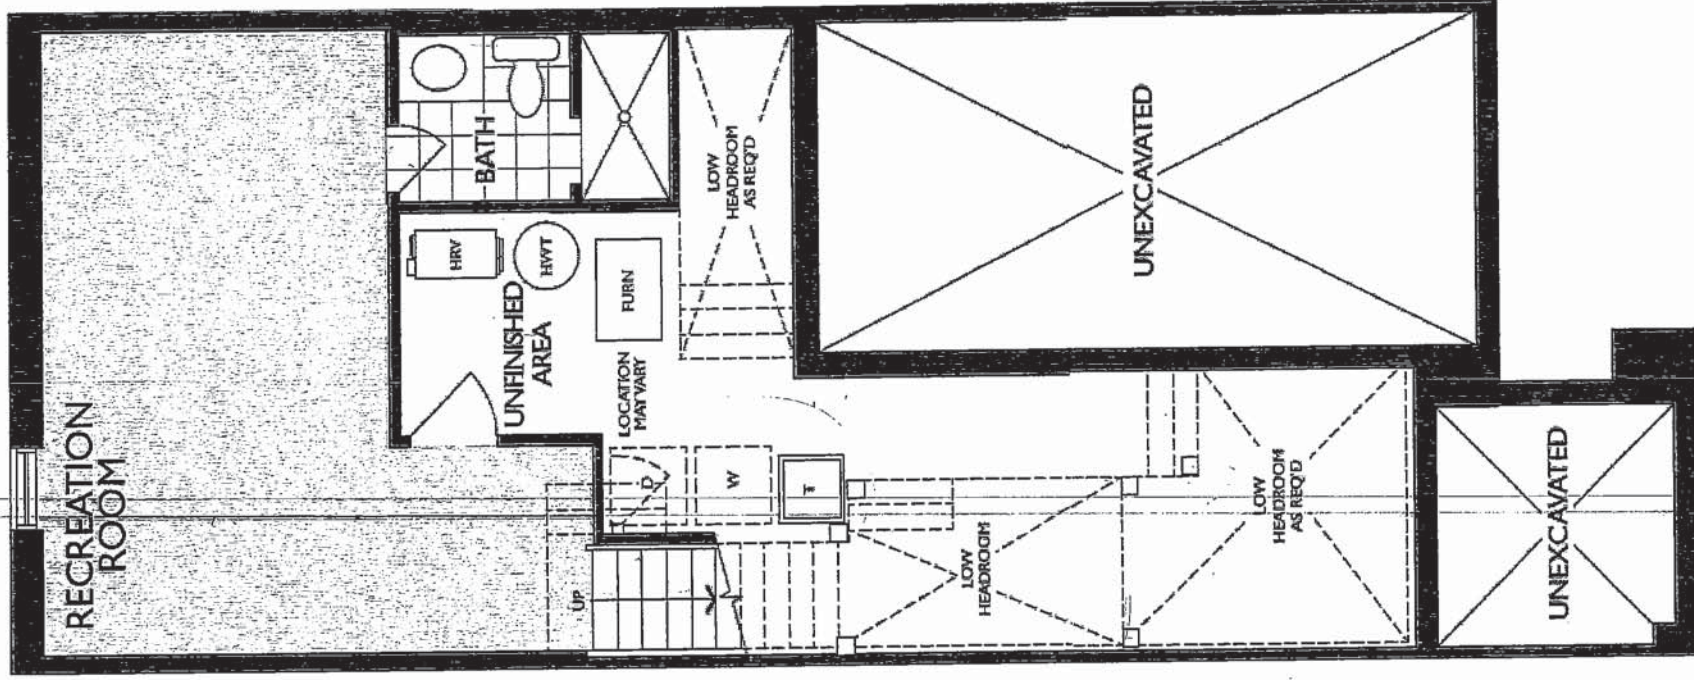 RECREATION
ROOM
BATH
HRV
HWT
FURN
UNFINISHED
AREA
LOCATION
MAY VARY
LOW
HEADROOM
AS REQ'D
UNEXCAVATED
D
W
UP
LOW
HEADROOM
LOW
HEADROOM
AS REQ'D
UNEXCAVATED